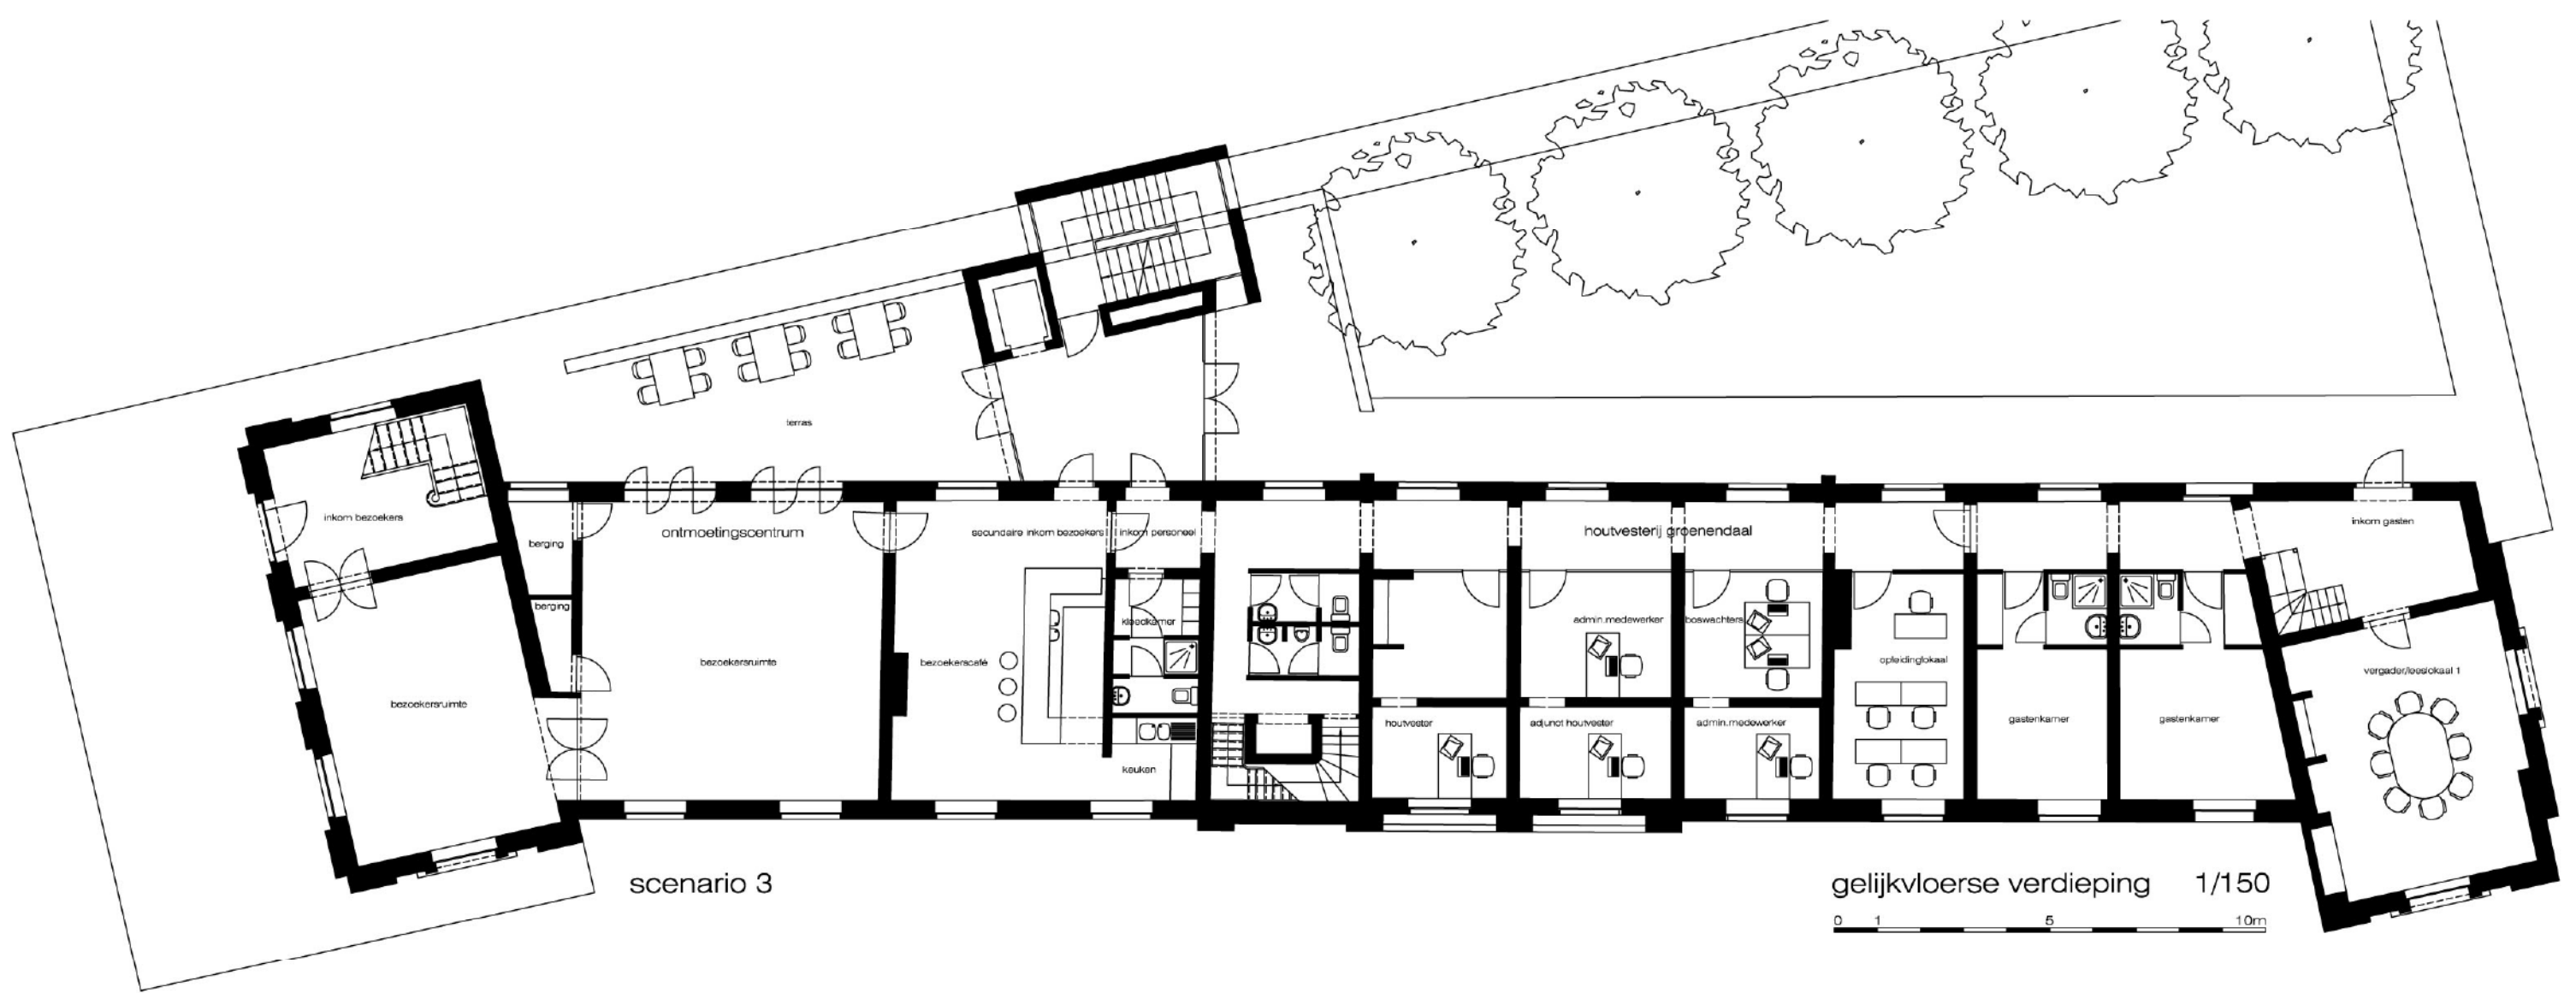 terras
inkom bezoekers
berging
ontmoetingscentrum
secundaire inkom bezoekers
inkom personeel
houtvesterij groenendaal
inkom gasten
berging
kleedkamer
admin.medewerker
boswachters
bezoekersruimte
bezoekerscafé
opleidinglokaal
vergader/leeslokaal 1
bezoekersruimte
houtvester
adjunct houtvester
admin.medewerker
gastenkamer
gastenkamer
keuken
scenario 3
gelijkvloerse verdieping 1/150
0 1 5 10m